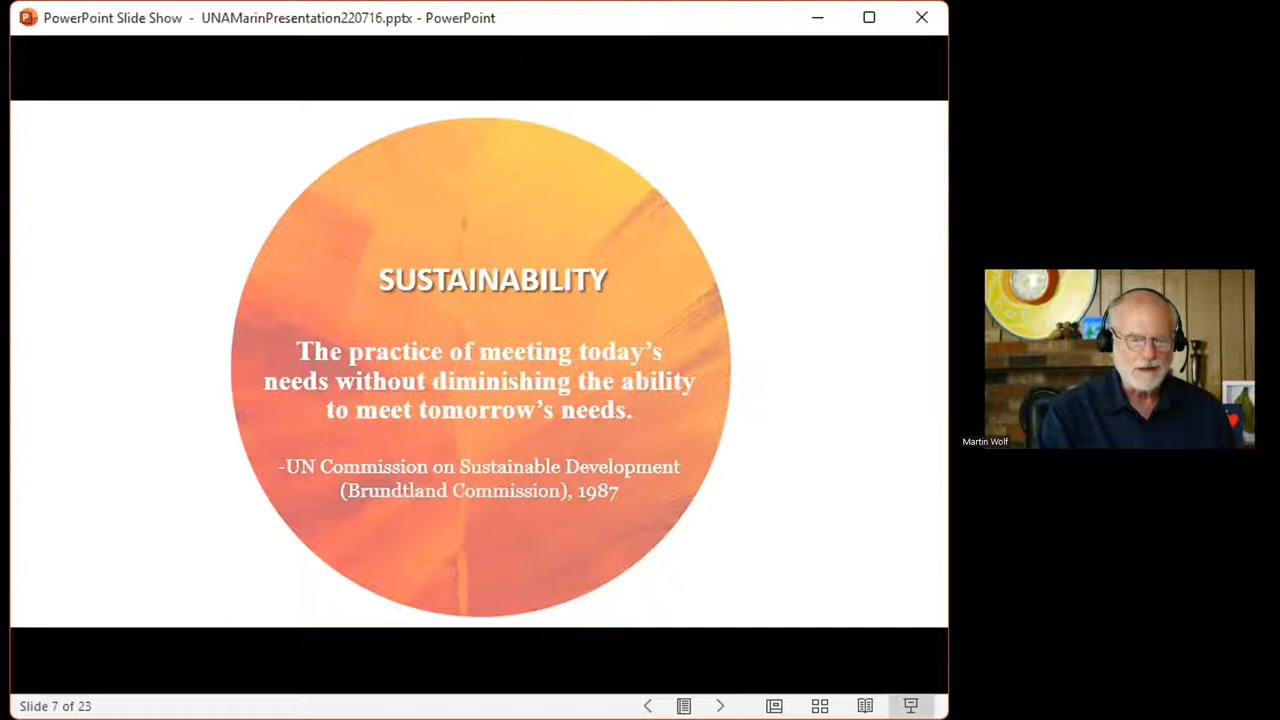 PowerPoint Slide Show - UNAMarinPresentation220716.pptx - PowerPoint
SUSTAINABILITY
The practice of meeting today’s
needs without diminishing the ability
to meet tomorrow’s needs.
-UN Commission on Sustainable Development
(Brundtland Commission), 1987
Martin Wolf
Slide 7 of 23